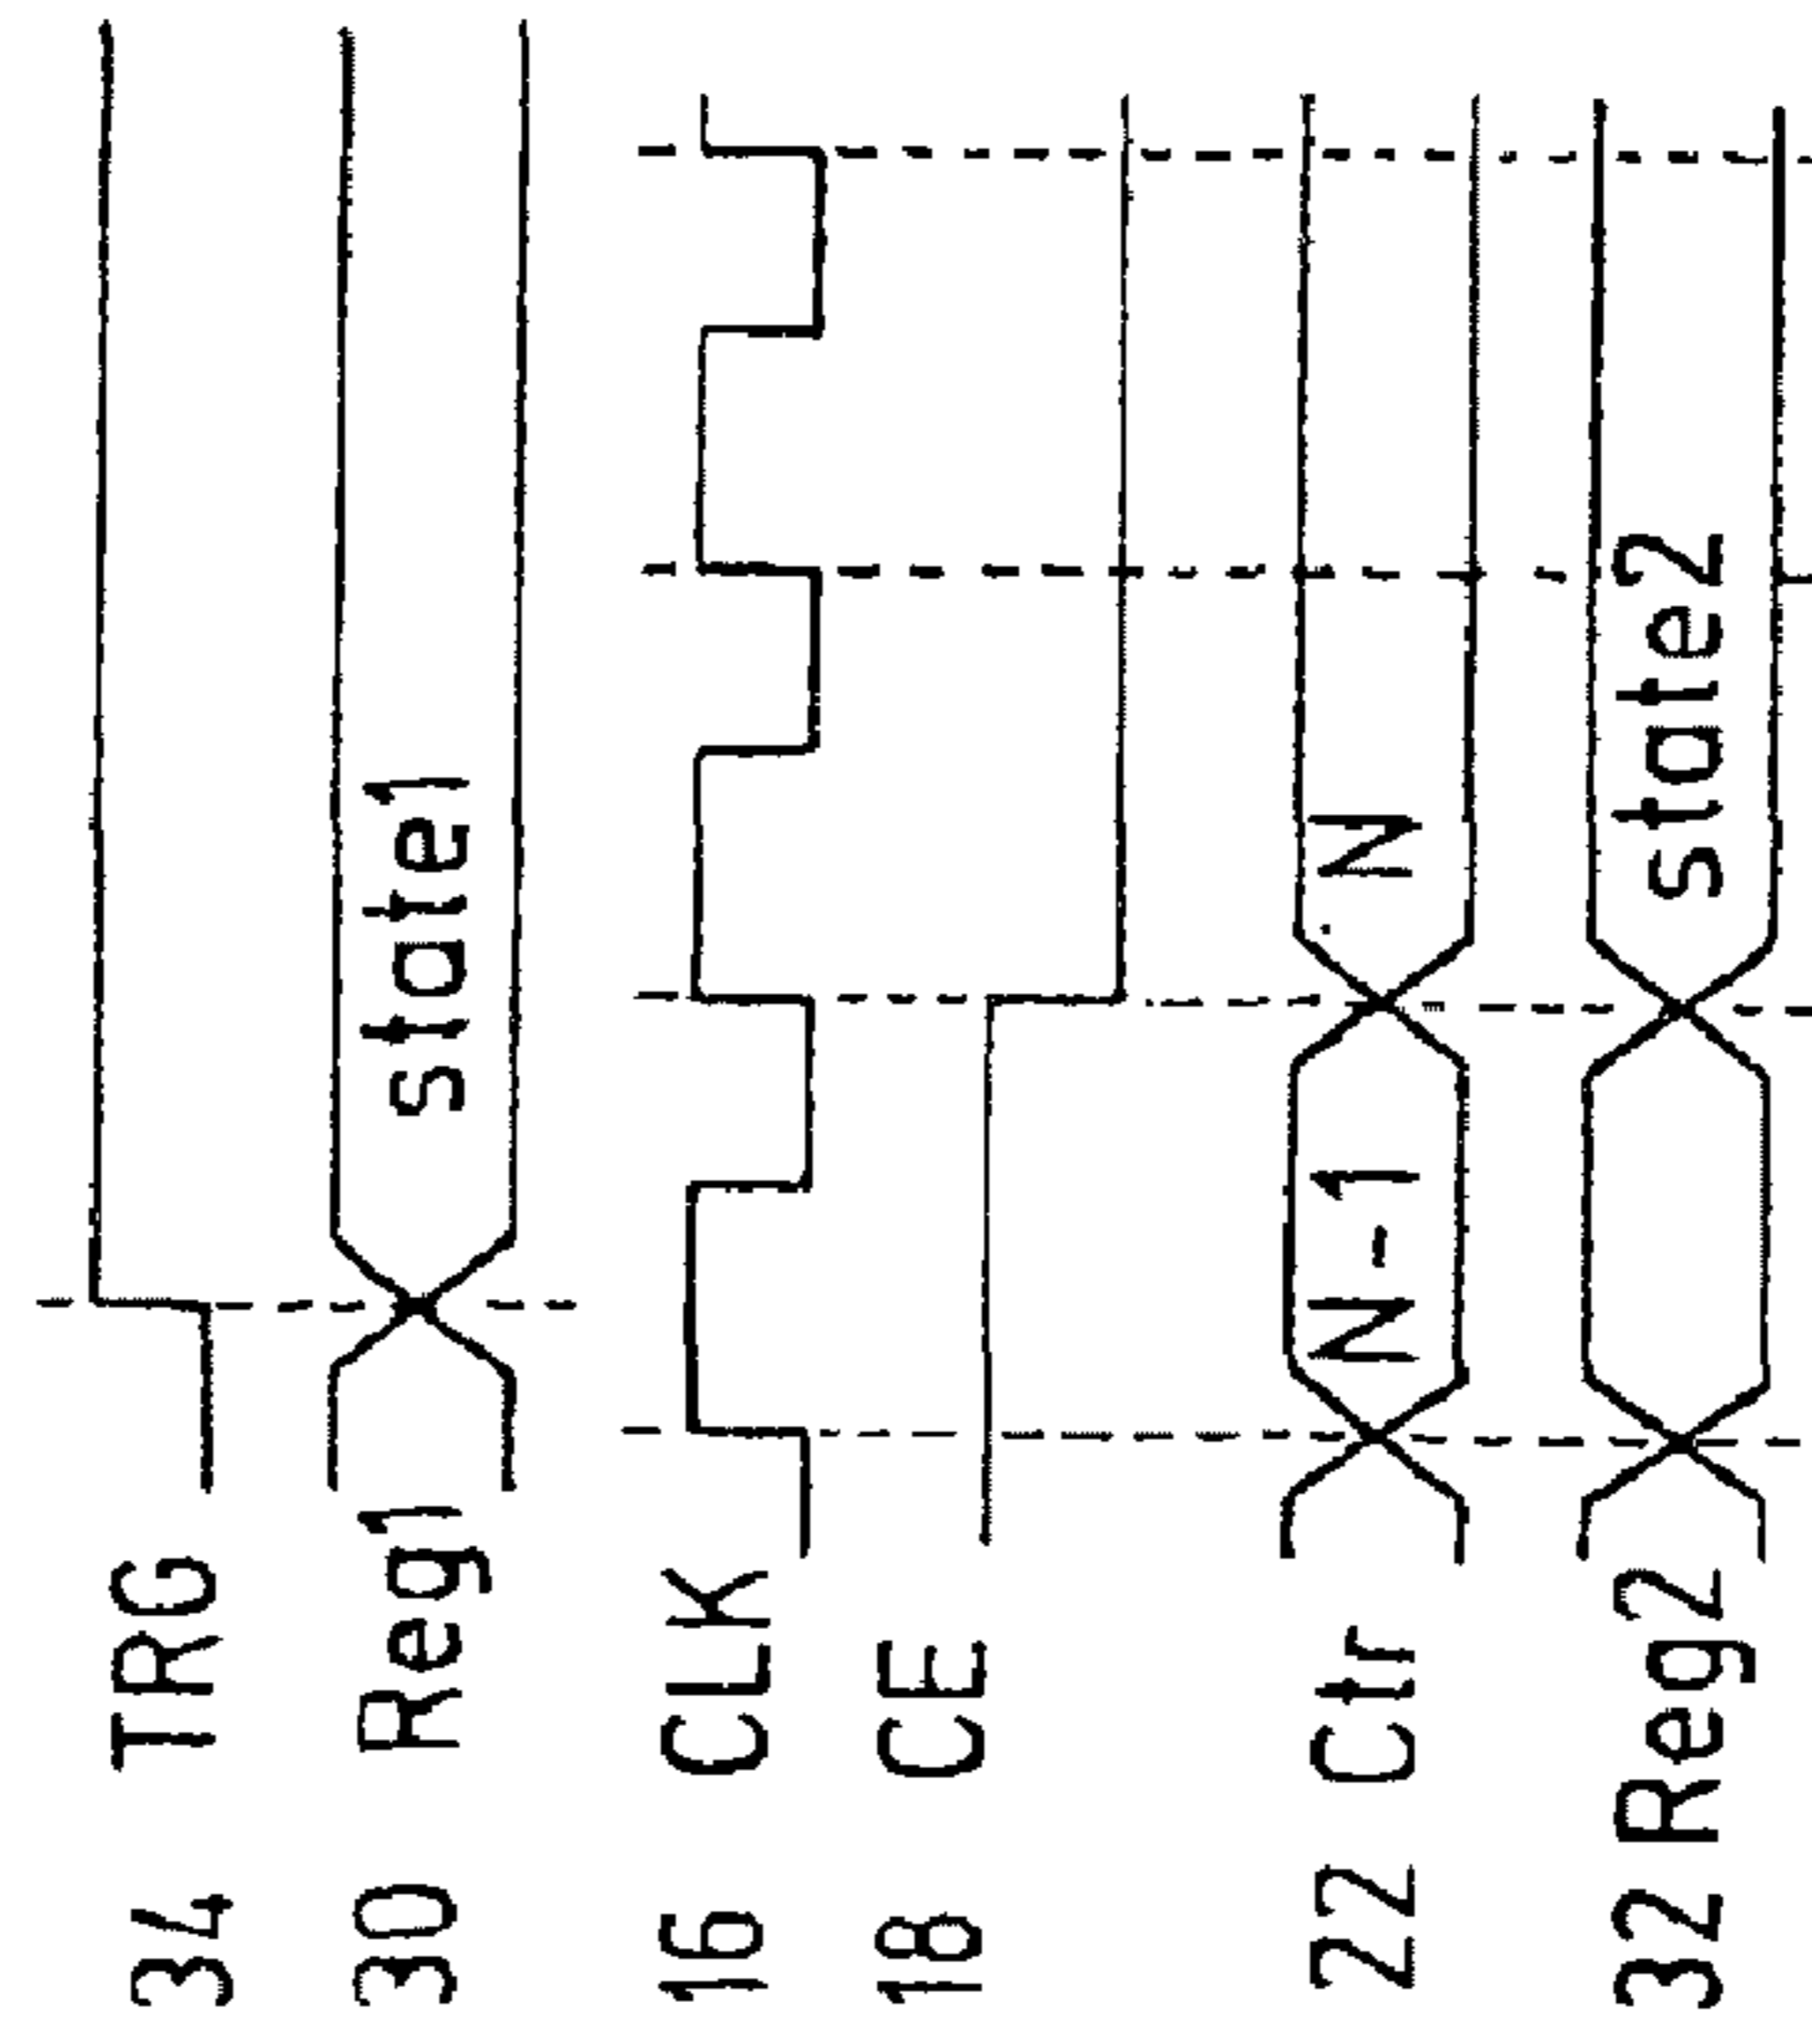 34 TRG
30 Reg1 state1
16 CLK
18 CE
22 Ctr N-1 N
32 Reg2 state2